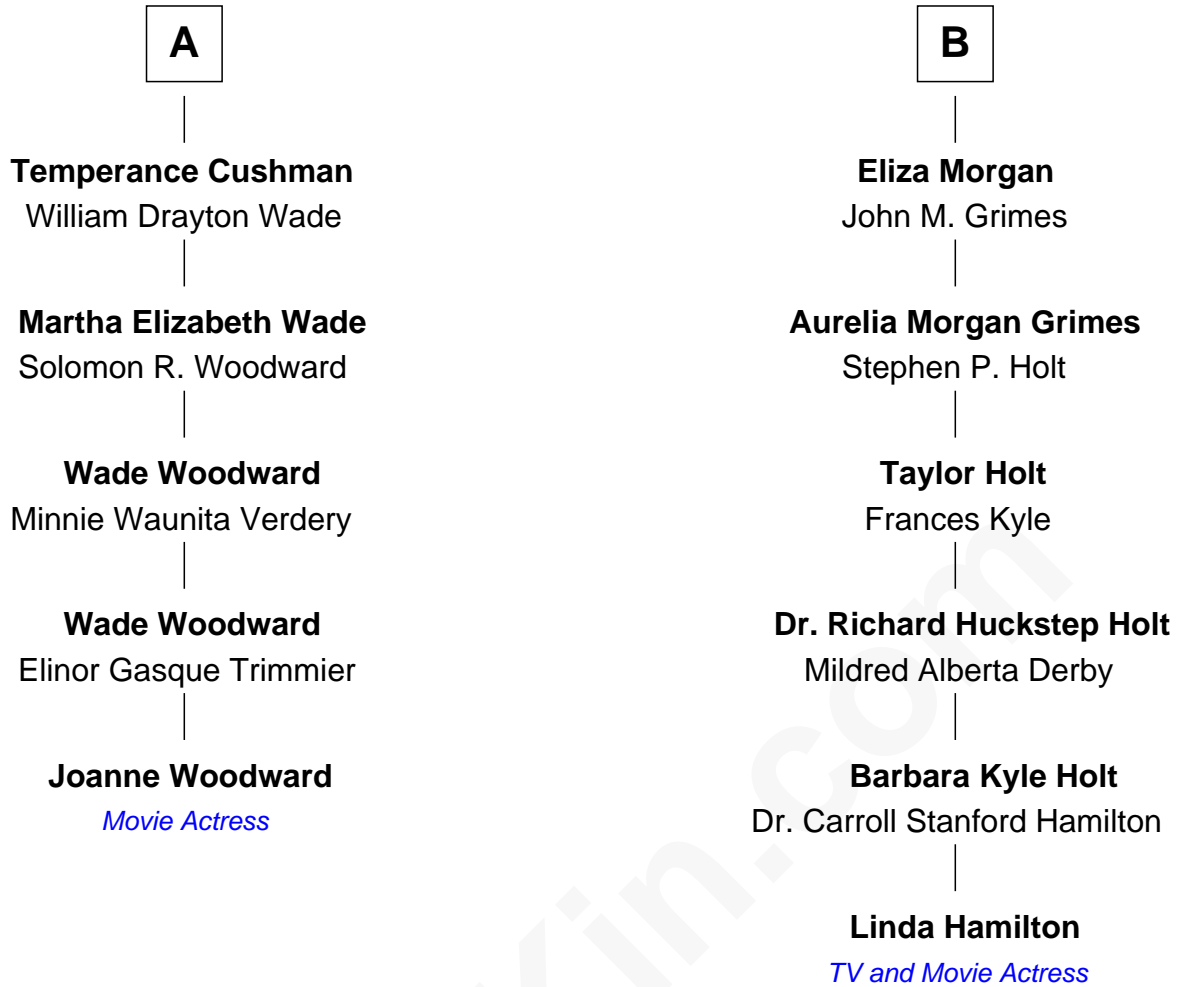 A
Temperance Cushman
William Drayton Wade
Martha Elizabeth Wade
Solomon R. Woodward
Wade Woodward
Minnie Waunita Verdery
Wade Woodward
Elinor Gasque Trimmier
Joanne Woodward
Movie Actress
B
Eliza Morgan
John M. Grimes
Aurelia Morgan Grimes
Stephen P. Holt
Taylor Holt
Frances Kyle
Dr. Richard Huckstep Holt
Mildred Alberta Derby
Barbara Kyle Holt
Dr. Carroll Stanford Hamilton
Linda Hamilton
TV and Movie Actress
Kin.com